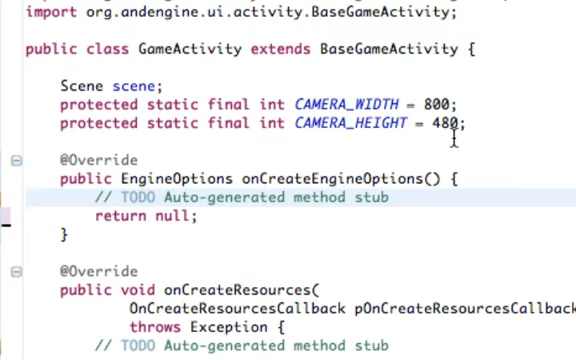 import org.andengine.ui.activity.BaseGameActivity;
public class GameActivity extends BaseGameActivity {
Scene scene;
protected static final int CAMERA_WIDTH = 800;
protected static final int CAMERA_HEIGHT = 480;
@Override
public EngineOptions onCreateEngineOptions() {
// TODO Auto-generated method stub
return null;
}
@Override
public void onCreateResources(
OnCreateResourcesCallback pOnCreateResourcesCallback
throws Exception {
// TODO Auto-generated method stub